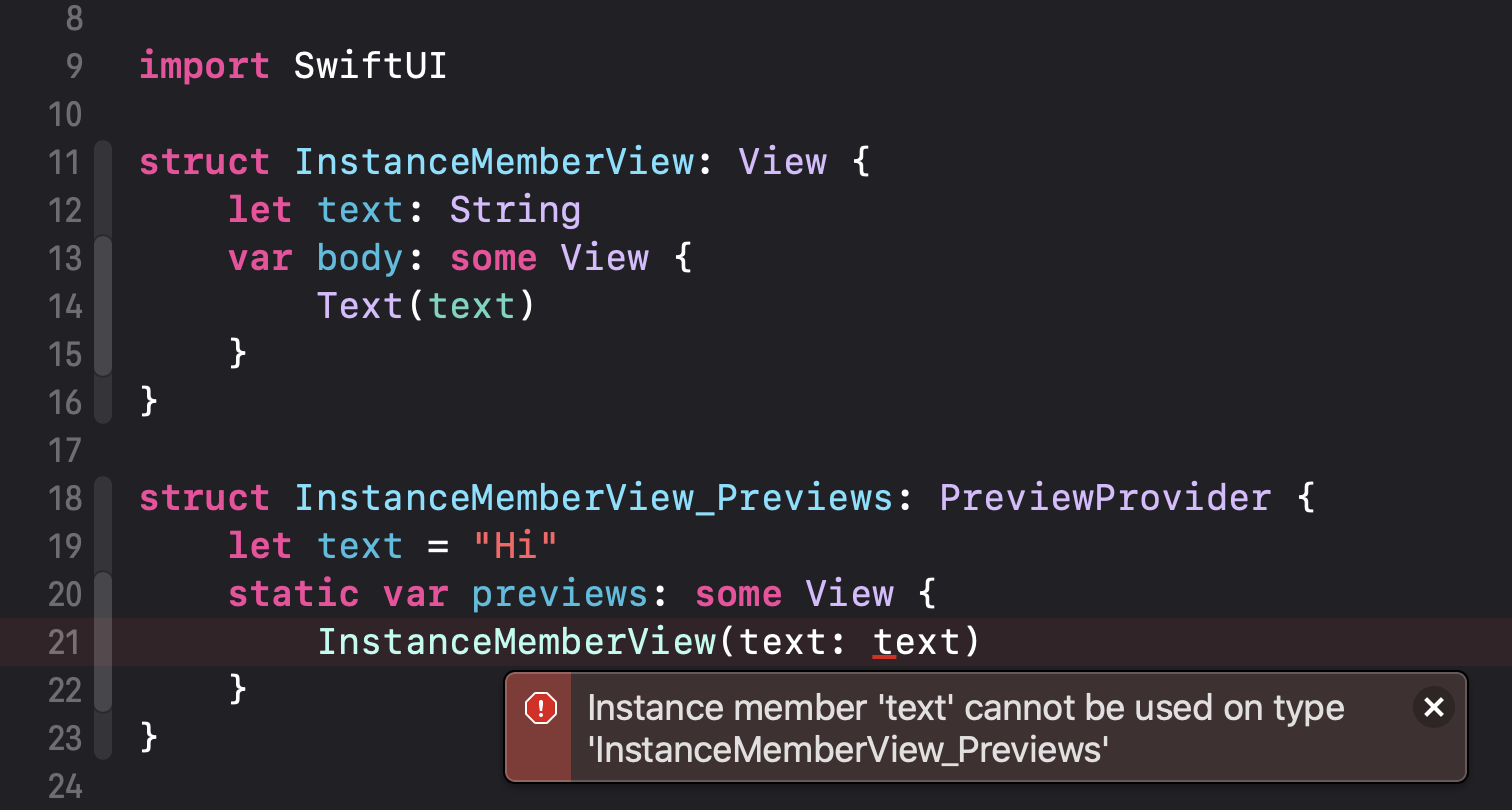 8
9 import SwiftUI
10
11 struct InstanceMemberView: View {
12     let text: String
13     var body: some View {
14         Text(text)
15     }
16 }
17
18 struct InstanceMemberView_Previews: PreviewProvider {
19     let text = "Hi"
20     static var previews: some View {
21         InstanceMemberView(text: text)
22     }
Instance member 'text' cannot be used on type
'InstanceMemberView_Previews'
23 }
24